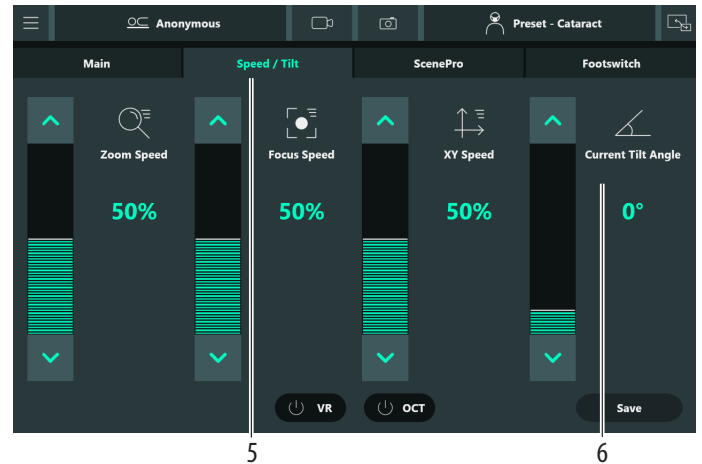 Anonymous
Preset - Cataract
Main
Speed / Tilt
ScenePro
Footswitch
Zoom Speed
50%
Focus Speed
50%
XY Speed
50%
Current Tilt Angle
0°
VR
OCT
Save
5
6